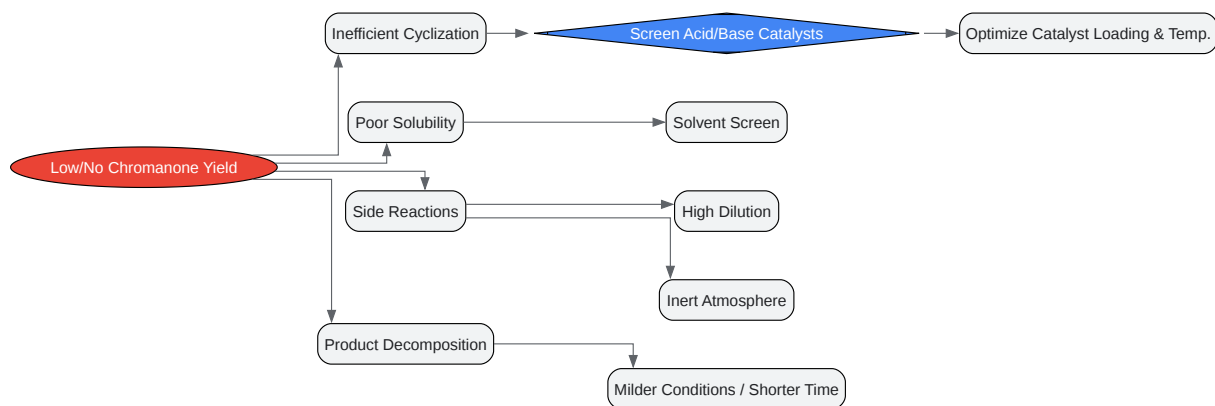 Inefficient Cyclization
Screen Acid/Base Catalysts
Optimize Catalyst Loading & Temp.
Poor Solubility
Solvent Screen
Low/No Chromanone Yield
Side Reactions
High Dilution
Inert Atmosphere
Product Decomposition
Milder Conditions / Shorter Time